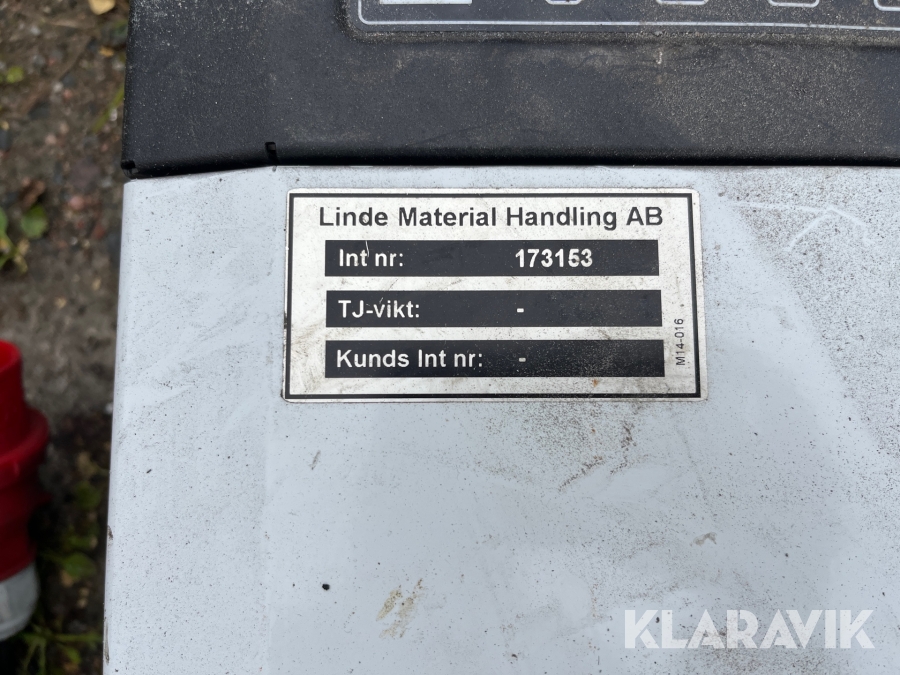 Linde Material Handling AB
Int nr: 173153
TJ-vikt: -
Kunds Int nr: -
M14-016
KLARAVIK